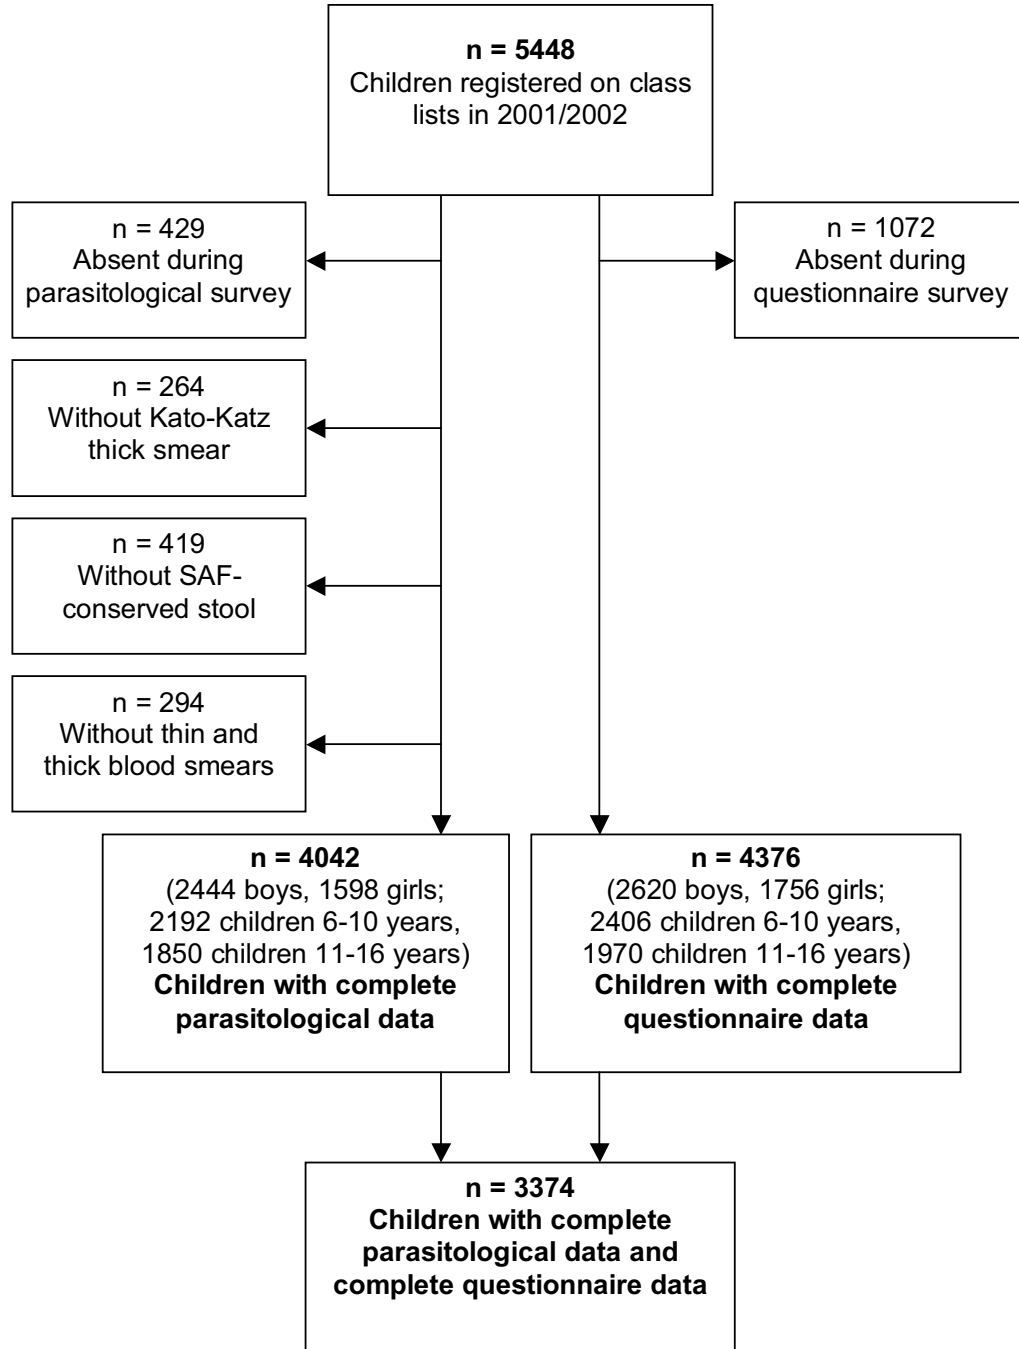 n = 5448
Children registered on class
lists in 2001/2002
n = 429
Absent during
parasitological survey
n = 1072
Absent during
questionnaire survey
n = 264
Without Kato-Katz
thick smear
n = 419
Without SAF-
conserved stool
n = 294
Without thin and
thick blood smears
n = 4042
(2444 boys, 1598 girls;
2192 children 6-10 years,
1850 children 11-16 years)
Children with complete
parasitological data
n = 4376
(2620 boys, 1756 girls;
2406 children 6-10 years,
1970 children 11-16 years)
Children with complete
questionnaire data
n = 3374
Children with complete
parasitological data and
complete questionnaire data